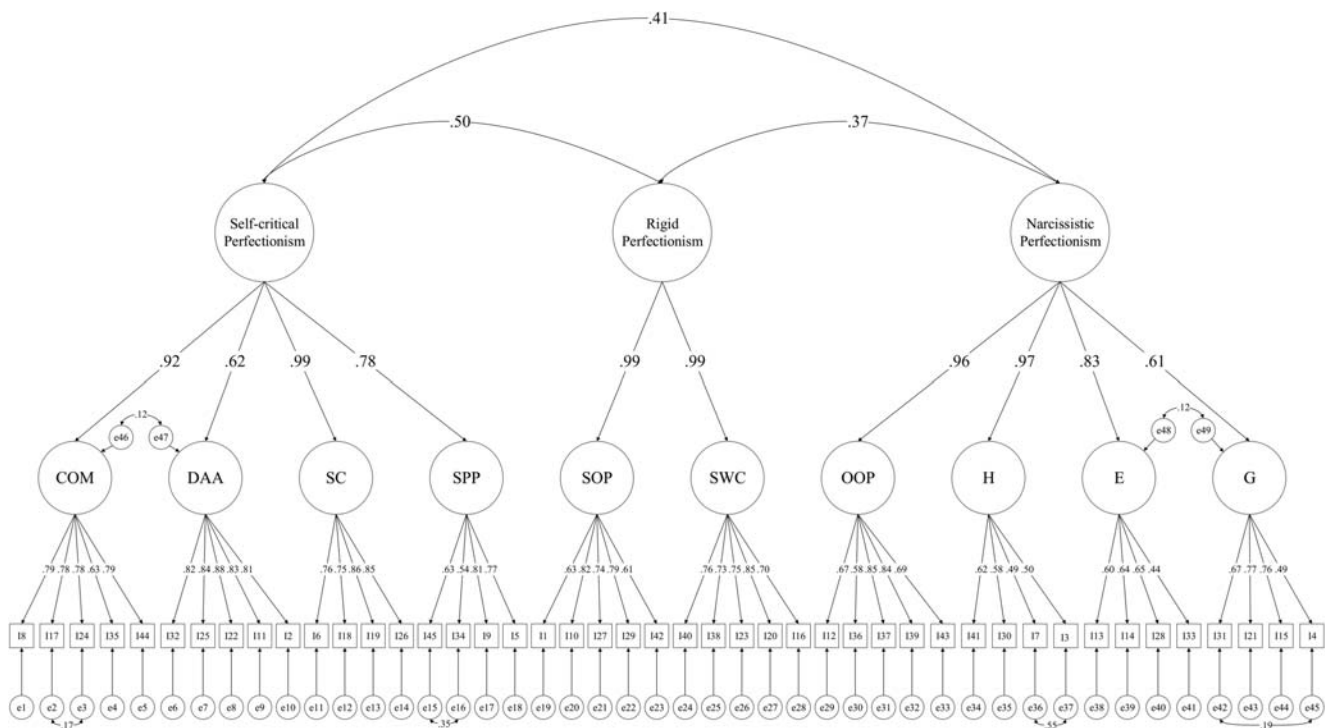 .41
.50
.37
Self-critical
Perfectionism
Rigid
Perfectionism
Narcissistic
Perfectionism
.92
.62
.99
.78
.99
.99
.96
.97
.83
.61
.12
e46
e47
.12
e48
e49
COM
DAA
SC
SPP
SOP
SWC
OOP
H
E
G
.79 .78 .78 .63 .79
.82 .84 .88 .83 .81
.76 .75 .86 .85
.63 .54 .81 .77
.63 .82 .74 .79 .61
.76 .73 .75 .85 .70
.67 .58 .85 .84 .69
.62 .58 .49 .50
.60 .64 .65 .44
.67 .77 .76 .49
I8 I17 I24 I35 I44 I32 I25 I22 I11 I2 I6 I18 I19 I26 I45 I34 I9 I5 I1 I10 I27 I29 I42 I40 I38 I23 I20 I16 I12 I36 I37 I39 I43 I41 I30 I7 I3 I13 I14 I28 I33 I31 I21 I15 I4
e1 e2 e3 e4 e5 e6 e7 e8 e9 e10 e11 e12 e13 e14 e15 e16 e17 e18 e19 e20 e21 e22 e23 e24 e25 e26 e27 e28 e29 e30 e31 e32 e33 e34 e35 e36 e37 e38 e39 e40 e41 e42 e43 e44 e45
.17
.35
.55
.19